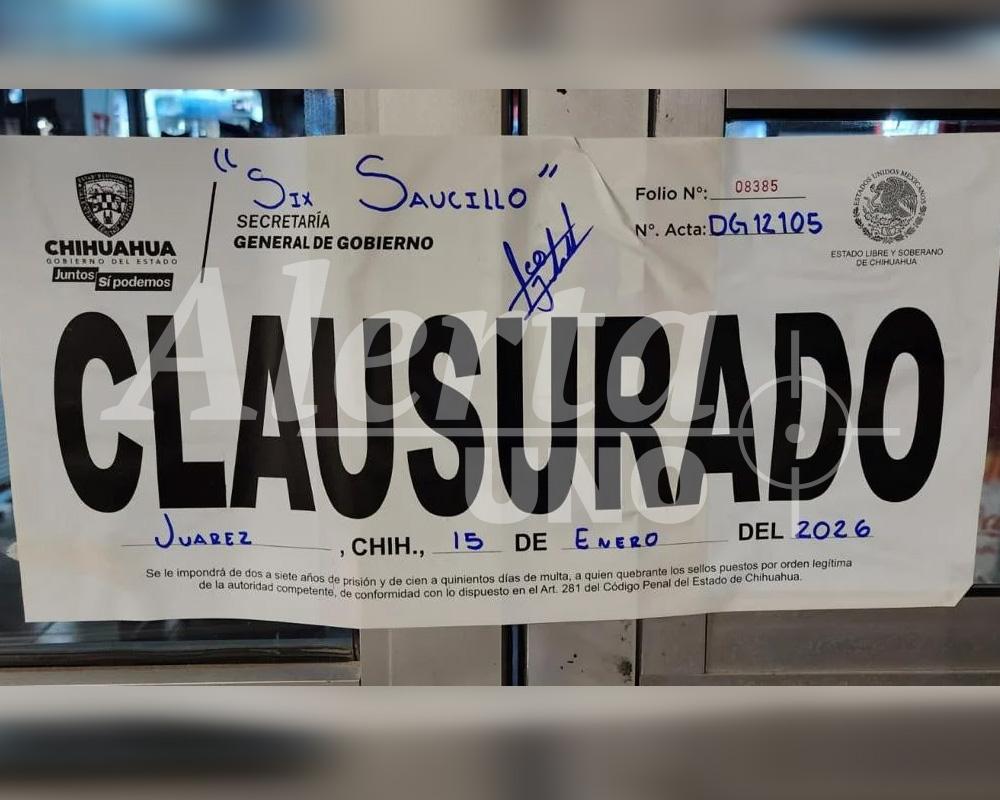 "Six Saucillo"
CHIHUAHUA
GOBIERNO DEL ESTADO
Juntos
Sí podemos
SECRETARÍA
GENERAL DE GOBIERNO
Folio Nº: 08385
Nº. Acta: DG12105
ESTADOS UNIDOS MEXICANOS
ESTADO LIBRE Y SOBERANO
DE CHIHUAHUA
CLAUSURADO
Alerta
UNO
JUAREZ, CHIH., 15 DE ENERO DEL 2026
Se le impondrá de dos a siete años de prisión y de cien a quinientos días de multa, a quien quebrante los sellos puestos por orden legítima
de la autoridad competente, de conformidad con lo dispuesto en el Art. 281 del Código Penal del Estado de Chihuahua.